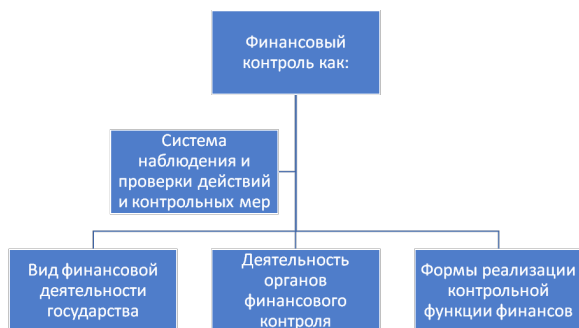 Финансовый
контроль как:
Система
наблюдения и
проверки действий
и контрольных мер
Вид финансовой
деятельности
государства
Деятельность
органов
финансового
контроля
Формы реализации
контрольной
функции финансов